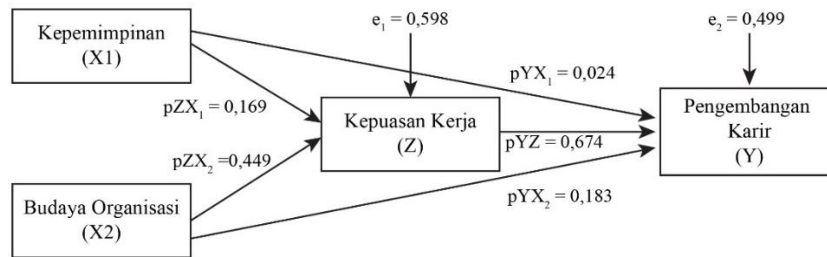 Kepemimpinan
(X1)
e₁ = 0,598
e₂ = 0,499
pYX₁ = 0,024
pZX₁ = 0,169
Kepuasan Kerja
(Z)
pYZ = 0,674
Pengembangan
Karir
(Y)
pZX₂ =0,449
pYX₂ = 0,183
Budaya Organisasi
(X2)